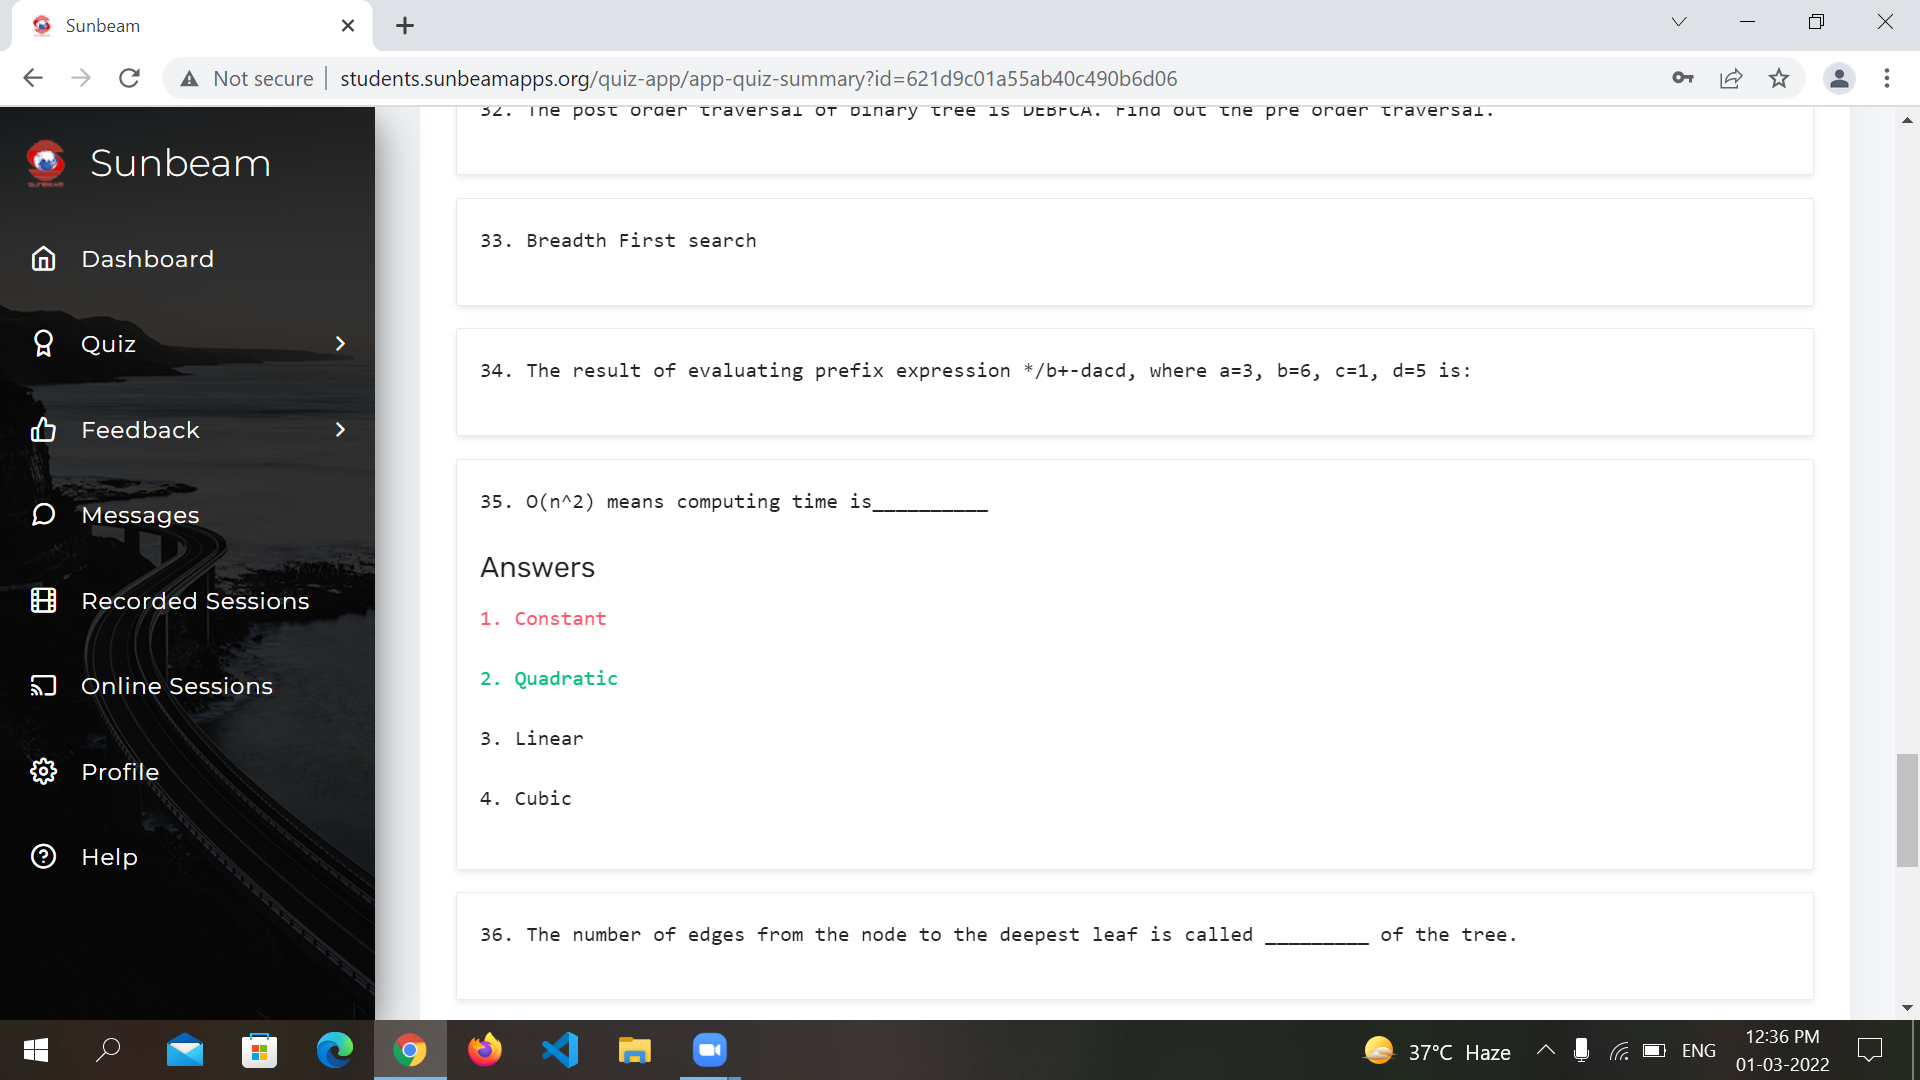 Sunbeam
Not secure
students.sunbeamapps.org/quiz-app/app-quiz-summary?id=621d9c01a55ab40c490b6d06
Sunbeam
Dashboard
Quiz
Feedback
Messages
Recorded Sessions
Online Sessions
Profile
Help
32. The post order traversal of binary tree is DEBFCA. Find out the pre order traversal.
33. Breadth First search
34. The result of evaluating prefix expression */b+-dacd, where a=3, b=6, c=1, d=5 is:
35. O(n^2) means computing time is__________
Answers
1. Constant
2. Quadratic
3. Linear
4. Cubic
36. The number of edges from the node to the deepest leaf is called _________ of the tree.
37°C Haze
ENG
12:36 PM
01-03-2022